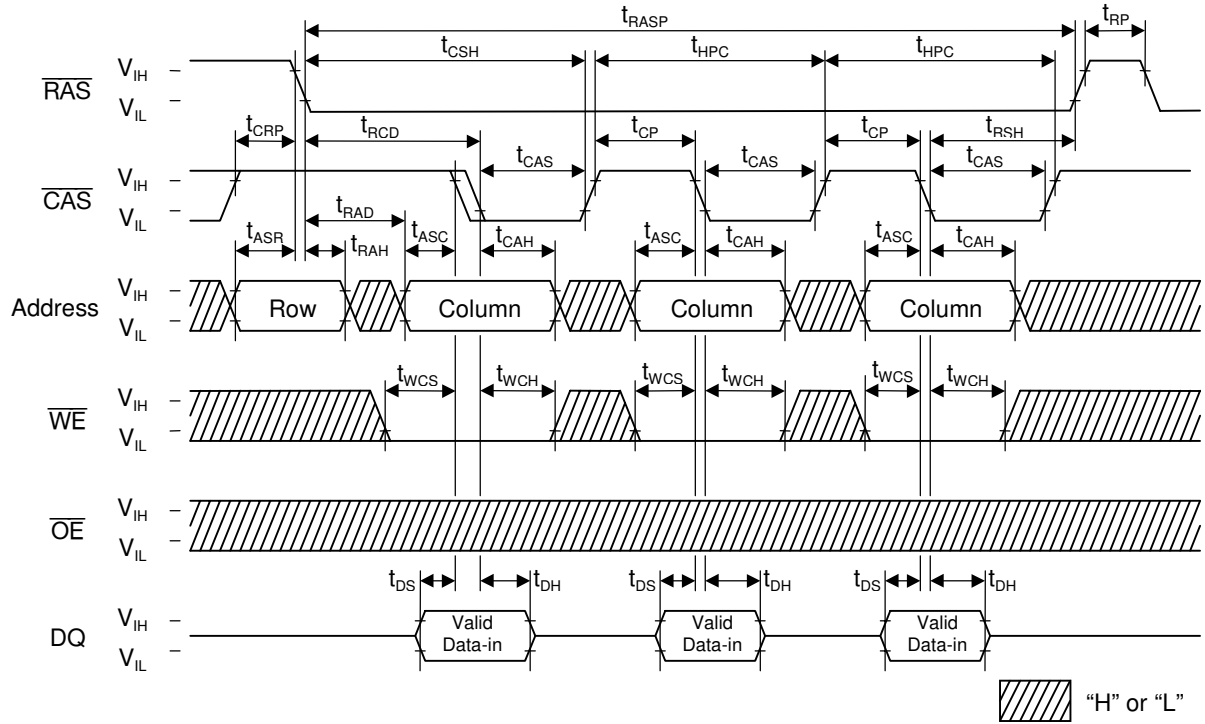 tRASP
tRP
tCSH
tHPC
tHPC
RAS
VIH
VIL
tCRP
tRCD
tCP
tCP
tRSH
tCAS
tCAS
tCAS
CAS
VIH
VIL
tRAD
tASR
tRAH
tASC
tCAH
tASC
tCAH
tASC
tCAH
Address
VIH
VIL
Row
Column
Column
Column
tWCS
tWCH
tWCS
tWCH
tWCS
tWCH
WE
VIH
VIL
OE
VIH
VIL
tDS
tDH
tDS
tDH
tDS
tDH
DQ
VIH
VIL
Valid
Data-in
Valid
Data-in
Valid
Data-in
“H” or “L”